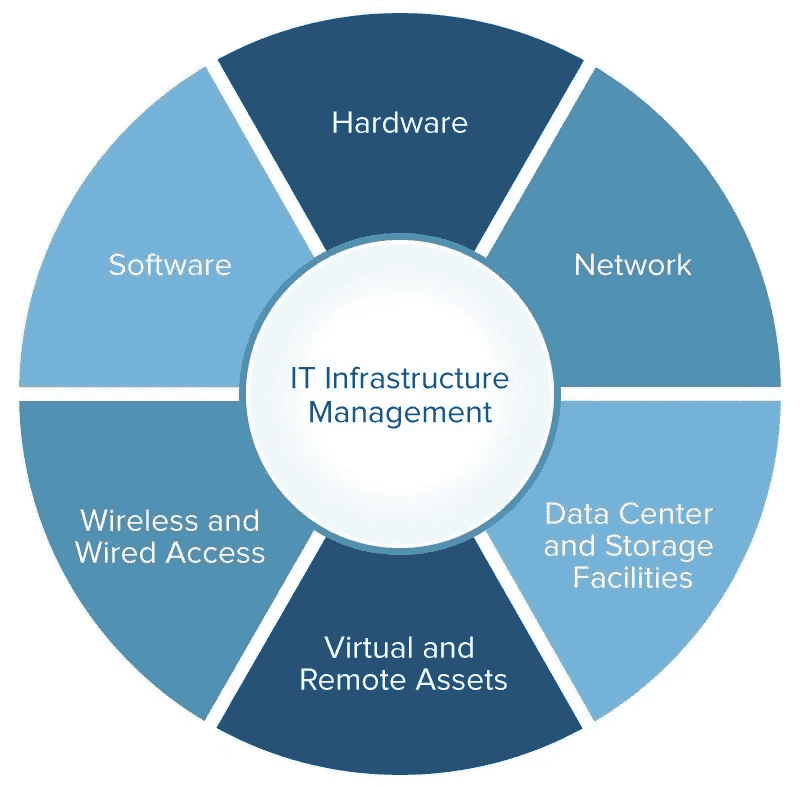 Hardware
Network
Data Center
and Storage
Facilities
Virtual and
Remote Assets
Wireless and
Wired Access
Software
IT Infrastructure
Management